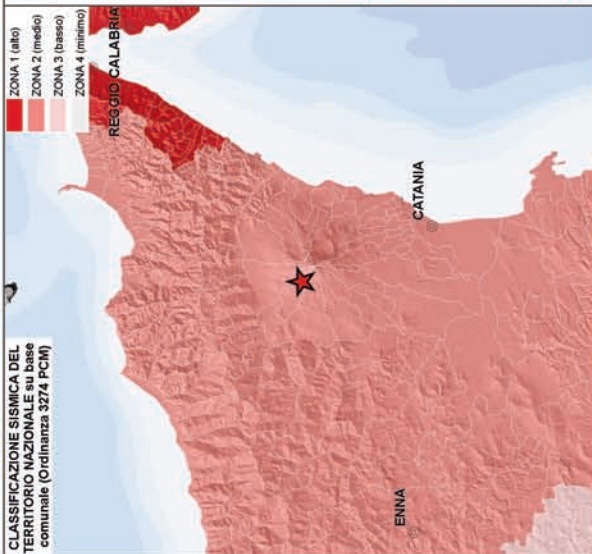 CLASSIFICAZIONE SISMICA DEL
TERRITORIO NAZIONALE su base
comunale (Ordinanza 3274 PCM)
ZONA 1 (alto)
ZONA 2 (medio)
ZONA 3 (basso)
ZONA 4 (minimo)
REGGIO CALABRIA
CATANIA
ENNA